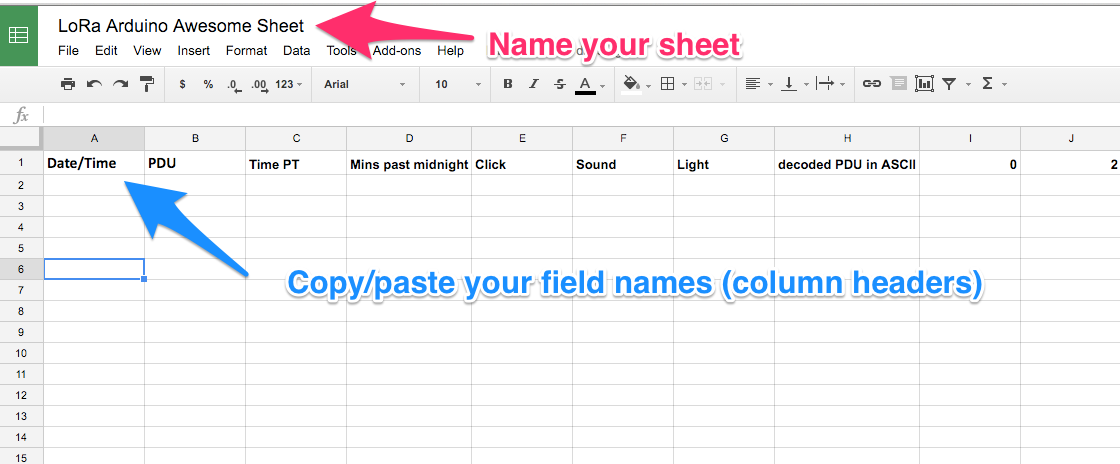 LoRa Arduino Awesome Sheet
File Edit View Insert Format Data Tools Add-ons Help
Name your sheet
$ % .0 .00 123 Arial 10 B I S A Σ
fx
A B C D E F G H I J
1 Date/Time PDU Time PT Mins past midnight Click Sound Light decoded PDU in ASCII 0 2
2
3
4
5
6
Copy/paste your field names (column headers)
7
8
9
10
11
12
13
14
15